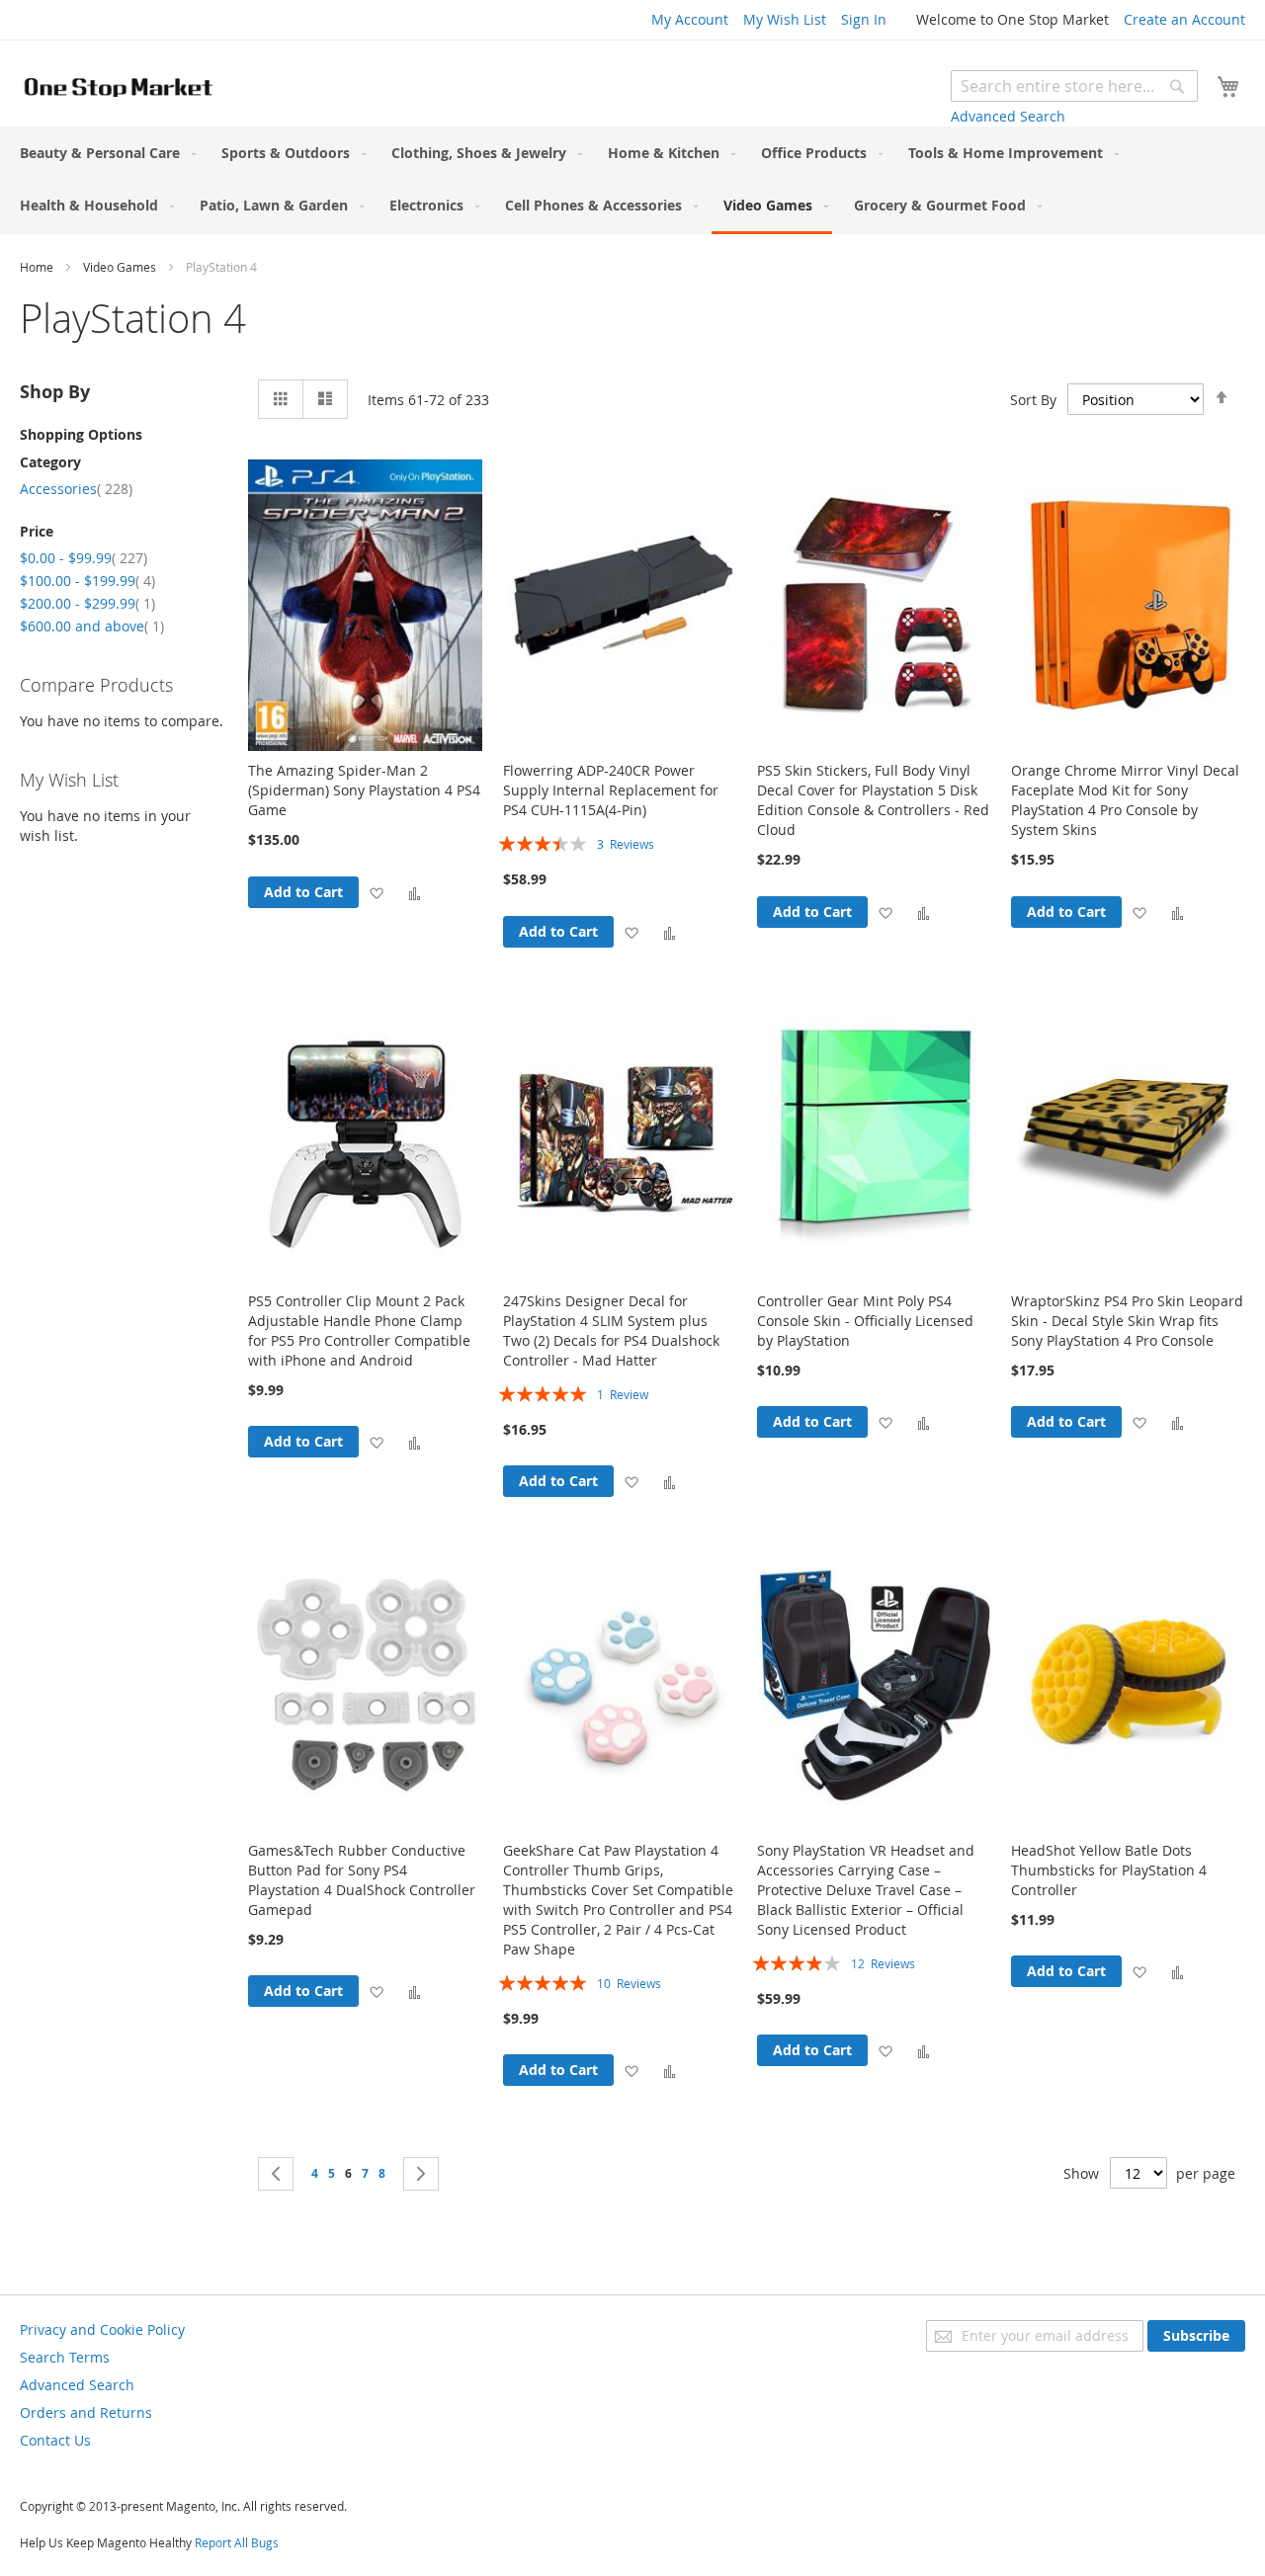 My Account My Wish List Sign In Welcome to One Stop Market Create an Account
One Stop Market
Search entire store here...
Advanced Search
Beauty & Personal Care Sports & Outdoors Clothing, Shoes & Jewelry Home & Kitchen Office Products Tools & Home Improvement
Health & Household Patio, Lawn & Garden Electronics Cell Phones & Accessories Video Games Grocery & Gourmet Food
Home Video Games PlayStation 4
PlayStation 4
Shop By
Shopping Options
Category
Accessories( 228)
Price
$0.00 - $99.99( 227)
$100.00 - $199.99( 4)
$200.00 - $299.99( 1)
$600.00 and above( 1)
Compare Products
You have no items to compare.
My Wish List
You have no items in your
wish list.
Items 61-72 of 233
Sort By Position
PS4 Only On PlayStation.
THE AMAZING
SPIDER-MAN 2
16
PROVISIONAL
MARVEL ACTIVISION
The Amazing Spider-Man 2
(Spiderman) Sony Playstation 4 PS4
Game
$135.00
Add to Cart
Flowerring ADP-240CR Power
Supply Internal Replacement for
PS4 CUH-1115A(4-Pin)
3 Reviews
$58.99
Add to Cart
PS5 Skin Stickers, Full Body Vinyl
Decal Cover for Playstation 5 Disk
Edition Console & Controllers - Red
Cloud
$22.99
Add to Cart
Orange Chrome Mirror Vinyl Decal
Faceplate Mod Kit for Sony
PlayStation 4 Pro Console by
System Skins
$15.95
Add to Cart
PS5 Controller Clip Mount 2 Pack
Adjustable Handle Phone Clamp
for PS5 Pro Controller Compatible
with iPhone and Android
$9.99
Add to Cart
MAD HATTER
247Skins Designer Decal for
PlayStation 4 SLIM System plus
Two (2) Decals for PS4 Dualshock
Controller - Mad Hatter
1 Review
$16.95
Add to Cart
Controller Gear Mint Poly PS4
Console Skin - Officially Licensed
by PlayStation
$10.99
Add to Cart
WraptorSkinz PS4 Pro Skin Leopard
Skin - Decal Style Skin Wrap fits
Sony PlayStation 4 Pro Console
$17.95
Add to Cart
Games&Tech Rubber Conductive
Button Pad for Sony PS4
Playstation 4 DualShock Controller
Gamepad
$9.29
Add to Cart
GeekShare Cat Paw Playstation 4
Controller Thumb Grips,
Thumbsticks Cover Set Compatible
with Switch Pro Controller and PS4
PS5 Controller, 2 Pair / 4 Pcs-Cat
Paw Shape
10 Reviews
$9.99
Add to Cart
Official
Licensed
Product
Deluxe Travel Case
Sony PlayStation VR Headset and
Accessories Carrying Case –
Protective Deluxe Travel Case –
Black Ballistic Exterior – Official
Sony Licensed Product
12 Reviews
$59.99
Add to Cart
HeadShot Yellow Batle Dots
Thumbsticks for PlayStation 4
Controller
$11.99
Add to Cart
4 5 6 7 8
Show 12 per page
Privacy and Cookie Policy
Search Terms
Advanced Search
Orders and Returns
Contact Us
Enter your email address Subscribe
Copyright © 2013-present Magento, Inc. All rights reserved.
Help Us Keep Magento Healthy Report All Bugs